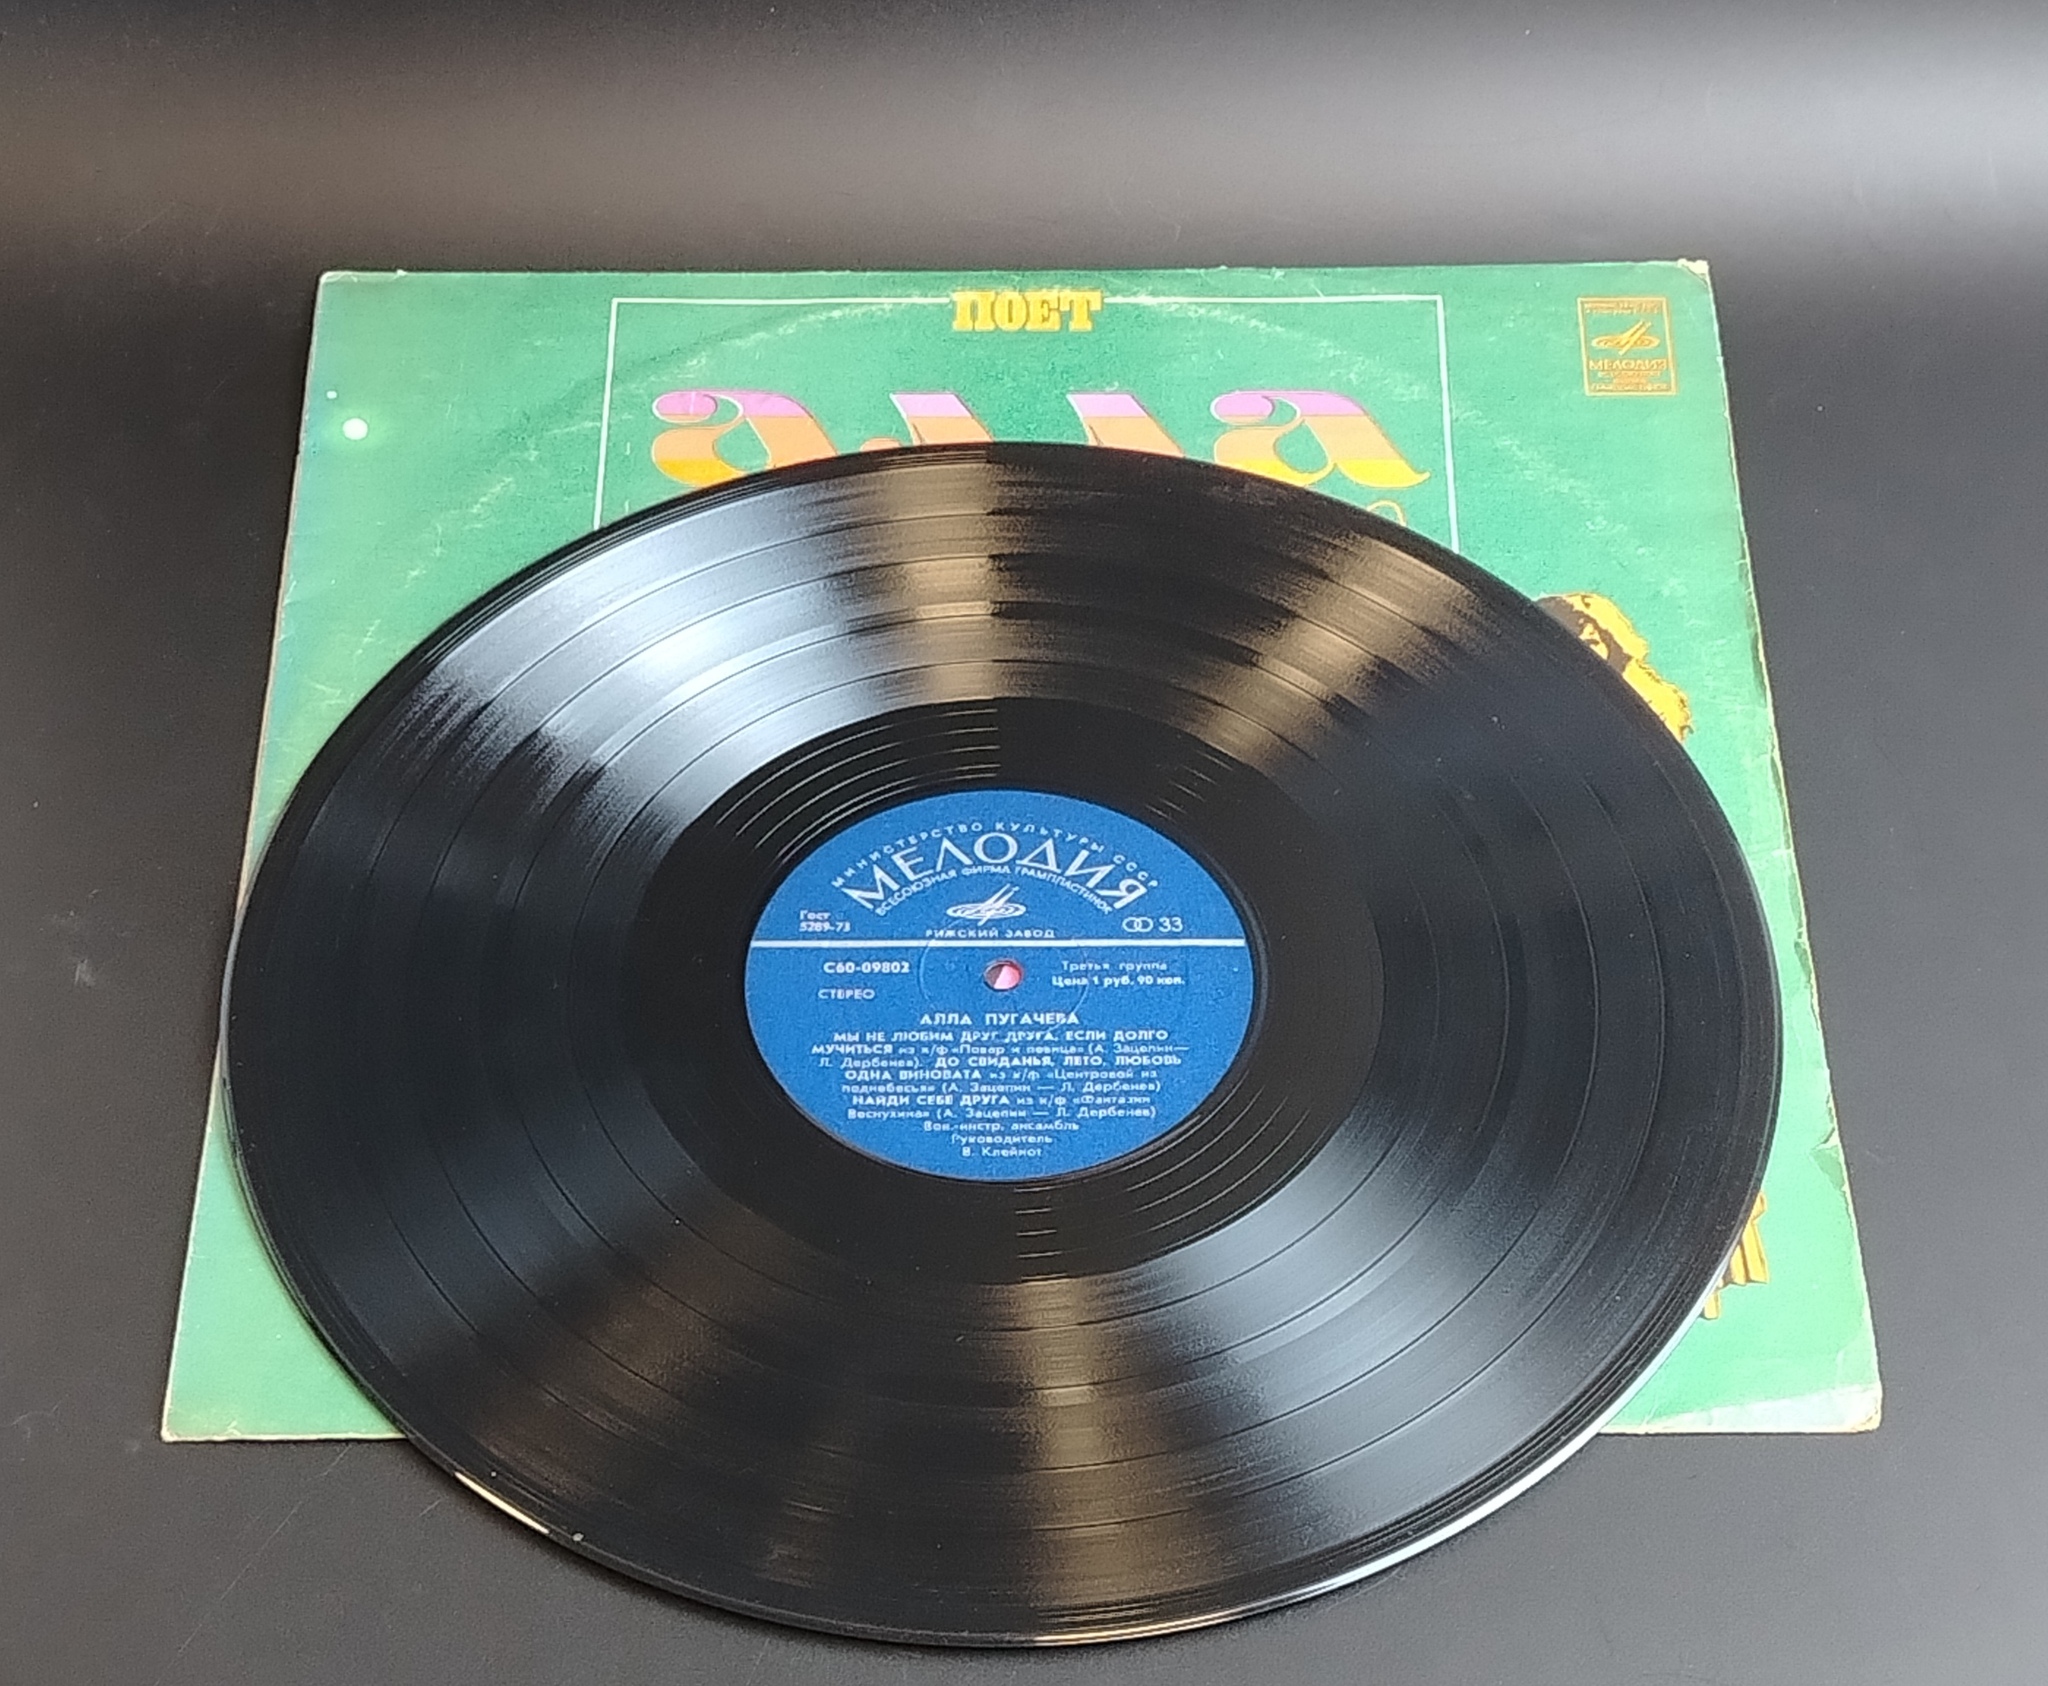 ПОЕТ
МЕЛОДИЯ
алла
МИНИСТЕРСТВО КУЛЬТУРЫ СССР
МЕЛОДИЯ
ВСЕСОЮЗНАЯ ФИРМА ГРАМПЛАСТИНОК
Гост
5289-73
33
РИЖСКИЙ ЗАВОД
С60-09802
Третья группа
Цена 1 руб. 90 коп.
СТЕРЕО
АЛЛА ПУГАЧЕВА
МЫ НЕ ЛЮБИМ ДРУГ ДРУГА. ЕСЛИ ДОЛГО
МУЧИТЬСЯ из к/ф «Повар и певица» (А. Зацепин—
Л. Дербенев). ДО СВИДАНЬЯ, ЛЕТО. ЛЮБОВЬ
ОДНА ВИНОВАТА из к/ф «Центровой из
поднебесья» (А. Зацепин — Л. Дербенев)
НАЙДИ СЕБЕ ДРУГА из к/ф «Фантазии
Веснухина» (А. Зацепин — Л. Дербенев)
Вок.-инстр. ансамбль
Руководитель
В. Клейнот